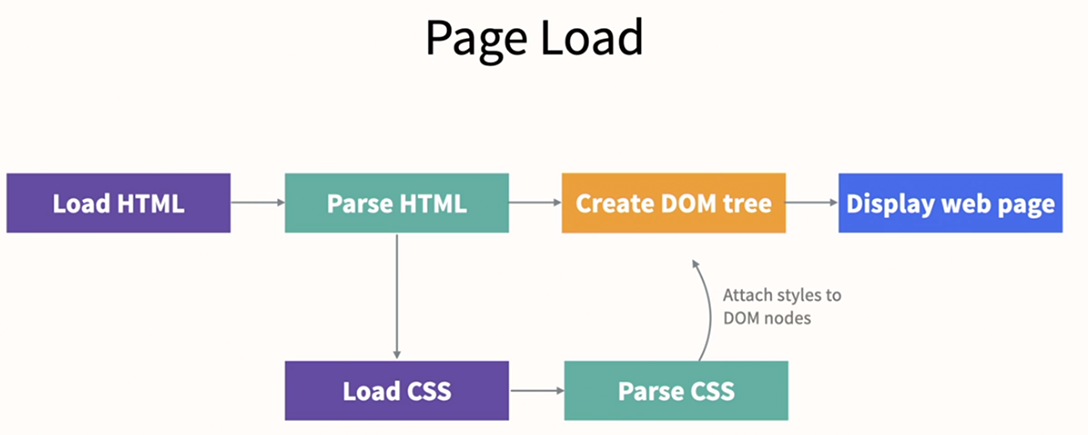 Page Load
Load HTML
Parse HTML
Create DOM tree
Display web page
Attach styles to
DOM nodes
Load CSS
Parse CSS